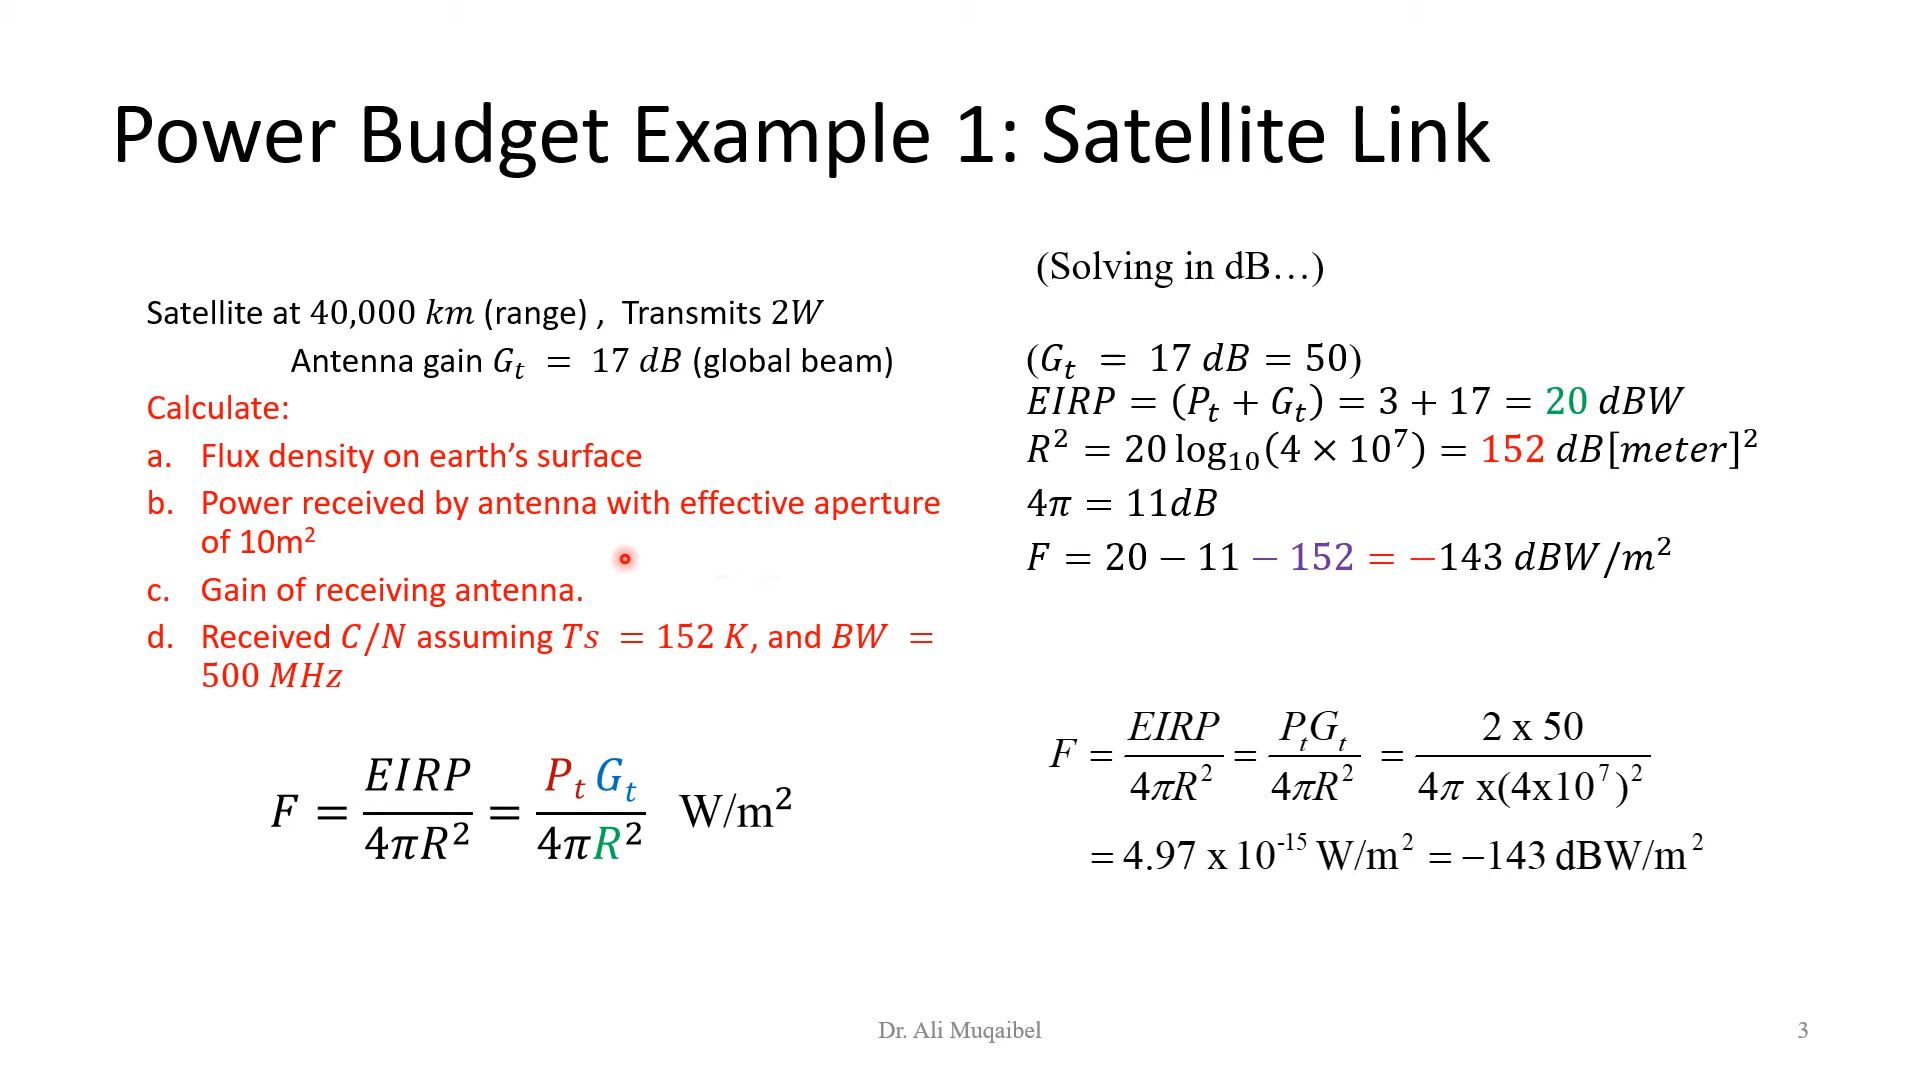 Power Budget Example 1: Satellite Link
Satellite at 40,000 km (range) , Transmits 2W
Antenna gain G_t = 17 dB (global beam)
Calculate:
a. Flux density on earth's surface
b. Power received by antenna with effective aperture
of 10m²
c. Gain of receiving antenna.
d. Received C/N assuming Ts = 152 K, and BW =
500 MHz
F = EIRP / 4πR² = P_t G_t / 4πR² W/m²
(Solving in dB…)
(G_t = 17 dB = 50)
EIRP = (P_t + G_t) = 3 + 17 = 20 dBW
R² = 20 log₁₀(4 × 10⁷) = 152 dB[meter]²
4π = 11dB
F = 20 − 11 − 152 = −143 dBW/m²
F = EIRP / 4πR² = P_t G_t / 4πR² = 2 x 50 / 4π x(4x10⁷)²
= 4.97 x 10⁻¹⁵ W/m² = −143 dBW/m²
Dr. Ali Muqaibel
3